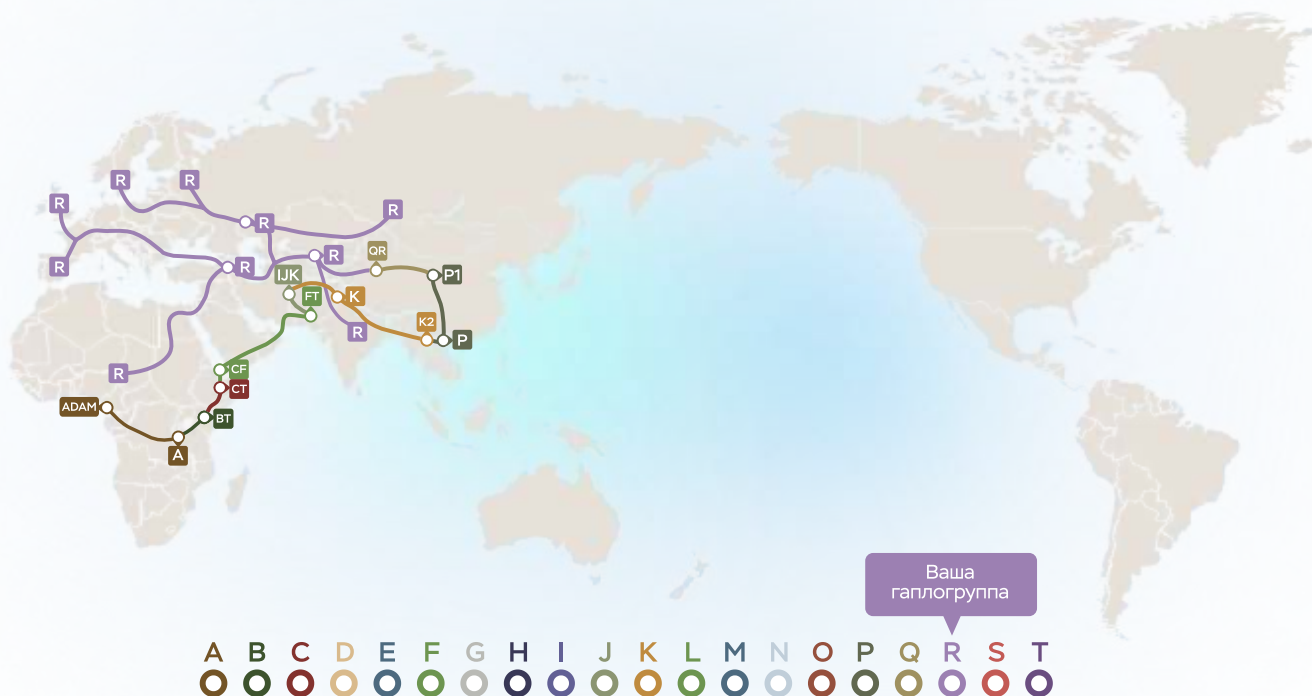 R
R
R
R
R
QR
R
P1
R
R
IJK
FT
K
K2
R
P
R
CF
CT
ADAM
BT
A
Ваша
гаплогруппа
A B C D E F G H I J K L M N O P Q R S T